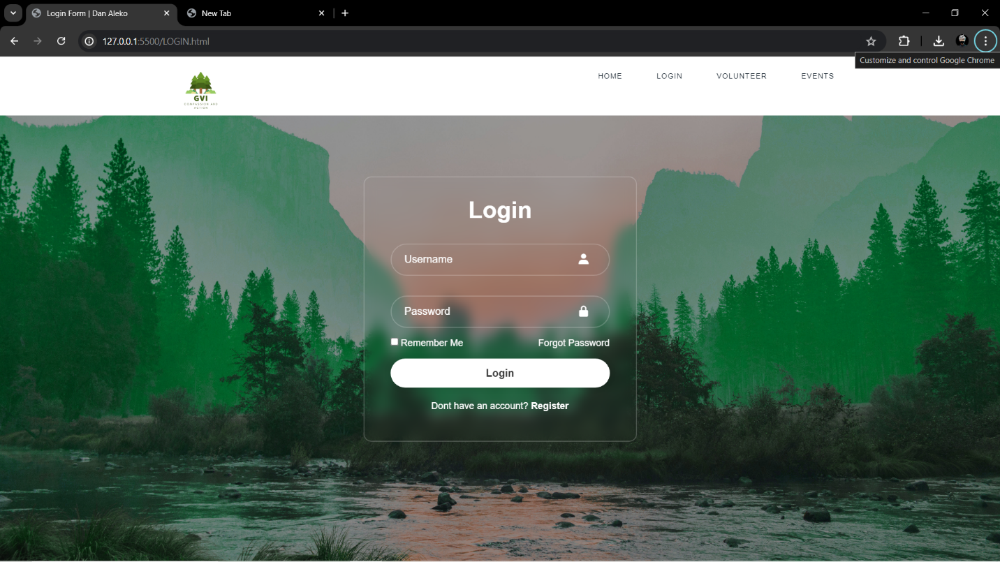 Login Form | Dan Aleko
New Tab
127.0.0.1:5500/LOGIN.html
Customize and control Google Chrome
GVI
COMPASSION AND
ACTION
HOME
LOGIN
VOLUNTEER
EVENTS
Login
Username
Password
Remember Me
Forgot Password
Login
Dont have an account? Register